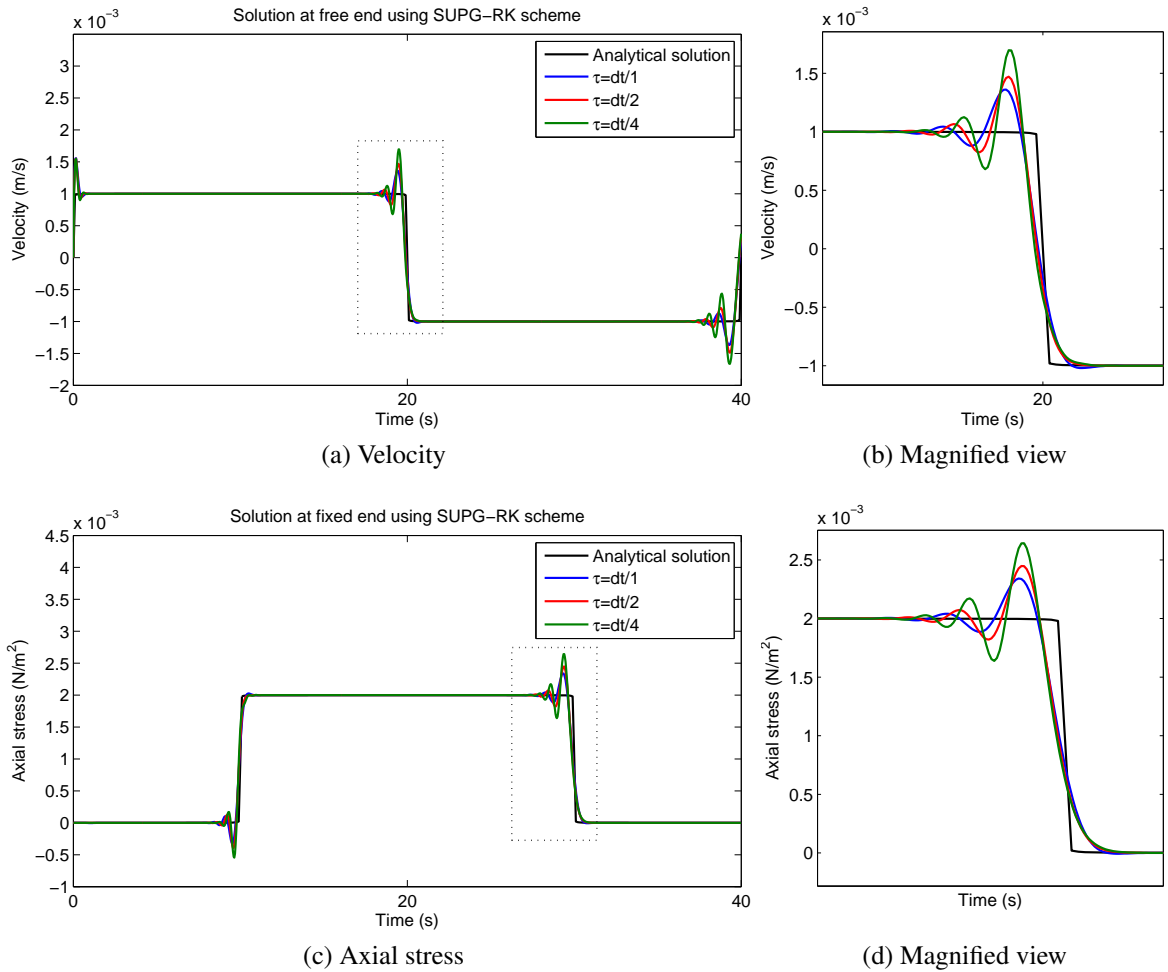 x 10⁻³
Solution at free end using SUPG−RK scheme
3
2.5
2
1.5
1
0.5
0
−0.5
−1
−1.5
−2
0
20
40
Velocity (m/s)
Time (s)
Analytical solution
τ=dt/1
τ=dt/2
τ=dt/4
(a) Velocity
x 10⁻³
1.5
1
0.5
0
−0.5
−1
20
Velocity (m/s)
Time (s)
(b) Magnified view
x 10⁻³
Solution at fixed end using SUPG−RK scheme
4.5
4
3.5
3
2.5
2
1.5
1
0.5
0
−0.5
−1
0
20
40
Axial stress (N/m²)
Time (s)
Analytical solution
τ=dt/1
τ=dt/2
τ=dt/4
(c) Axial stress
x 10⁻³
2.5
2
1.5
1
0.5
0
Axial stress (N/m²)
Time (s)
(d) Magnified view